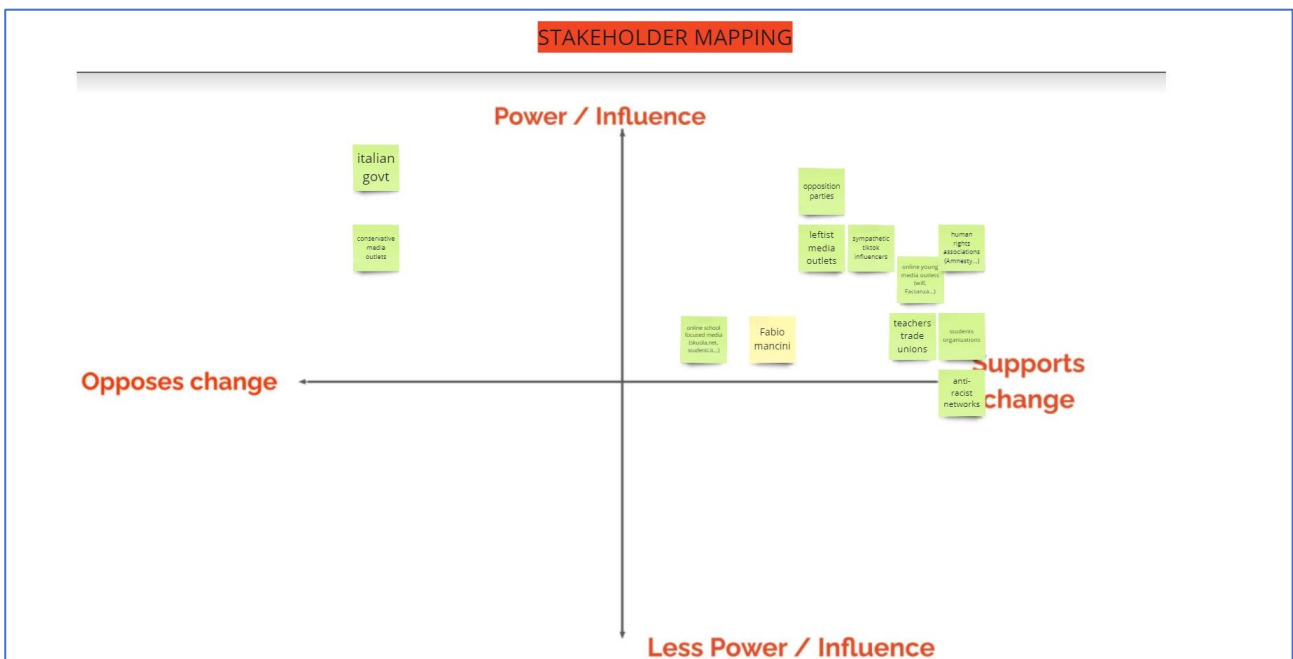 STAKEHOLDER MAPPING
Power / Influence
italian
govt
opposition
parties
conservative
media
outlets
leftist
media
outlets
sympathetic
tiktok
influencers
human
rights
associations
(Amnesty...)
online young
media outlets
(will,
Factanza...)
online school
focused media
(skuola.net,
studenti.it...)
Fabio
mancini
teachers
trade
unions
students
organizations
Opposes change
Supports
change
anti-
racist
networks
Less Power / Influence